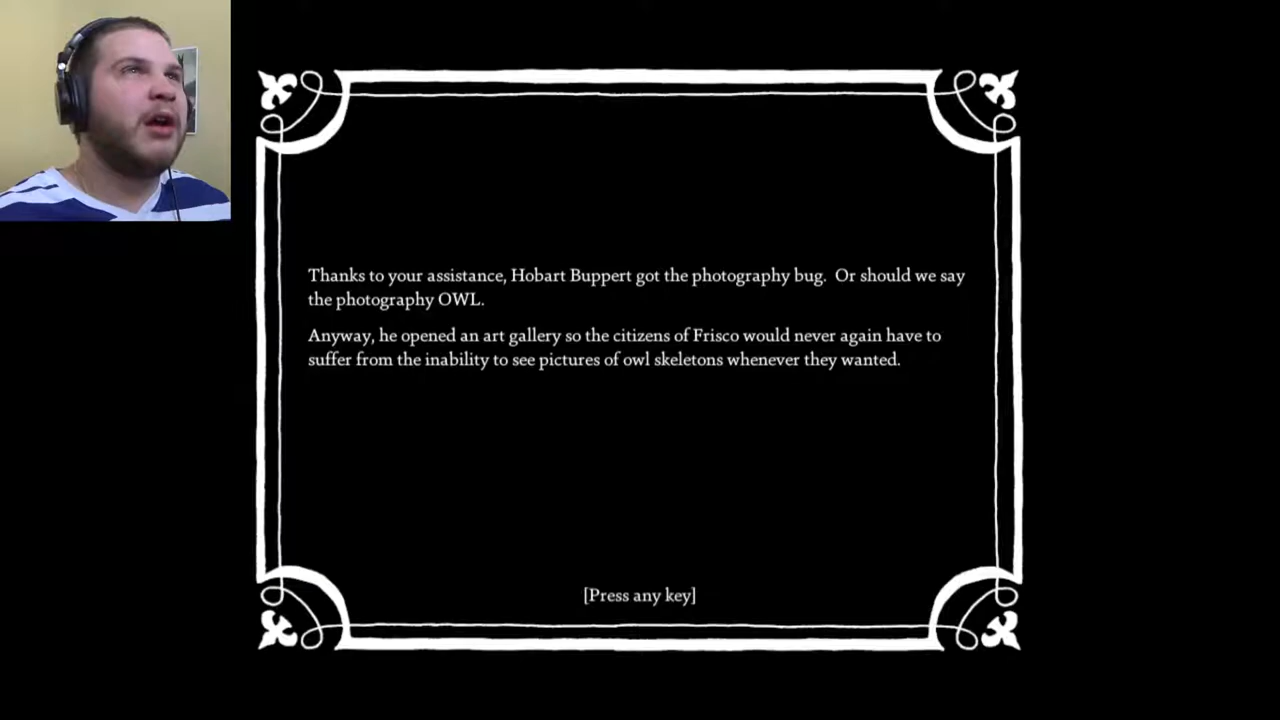 Thanks to your assistance, Hobart Buppert got the photography bug.  Or should we say
the photography OWL.
Anyway, he opened an art gallery so the citizens of Frisco would never again have to
suffer from the inability to see pictures of owl skeletons whenever they wanted.
[Press any key]